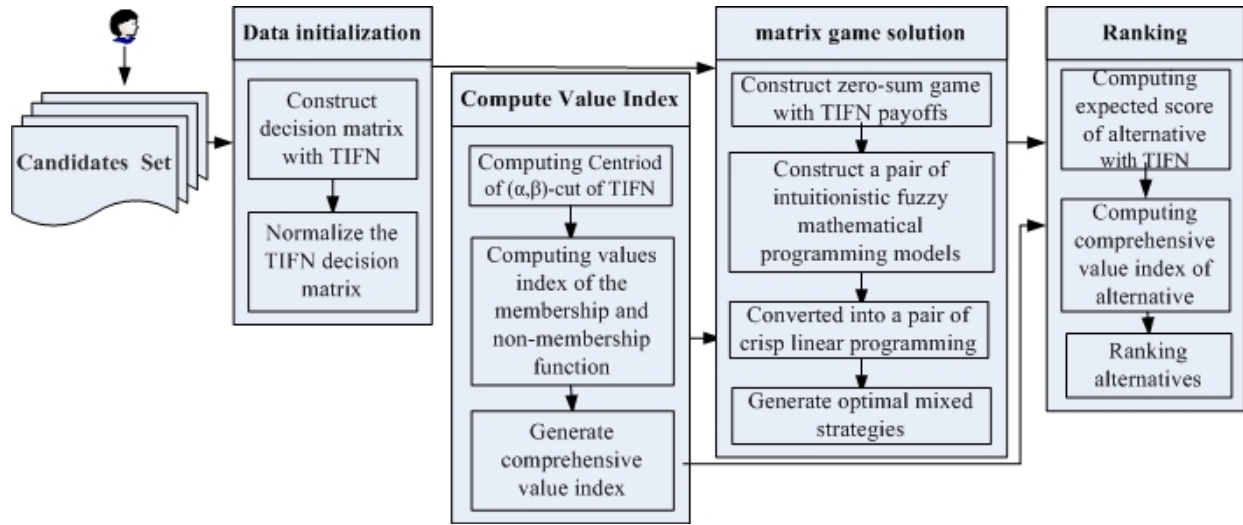 Candidates Set
Data initialization
Construct
decision matrix
with TIFN
Normalize the
TIFN decision
matrix
Compute Value Index
Computing Centriod
of (α,β)-cut of TIFN
Computing values
index of the
membership and
non-membership
function
Generate
comprehensive
value index
matrix game solution
Construct zero-sum game
with TIFN payoffs
Construct a pair of
intuitionistic fuzzy
mathematical
programming models
Converted into a pair of
crisp linear programming
Generate optimal mixed
strategies
Ranking
Computing
expected score
of alternative
with TIFN
Computing
comprehensive
value index of
alternative
Ranking
alternatives